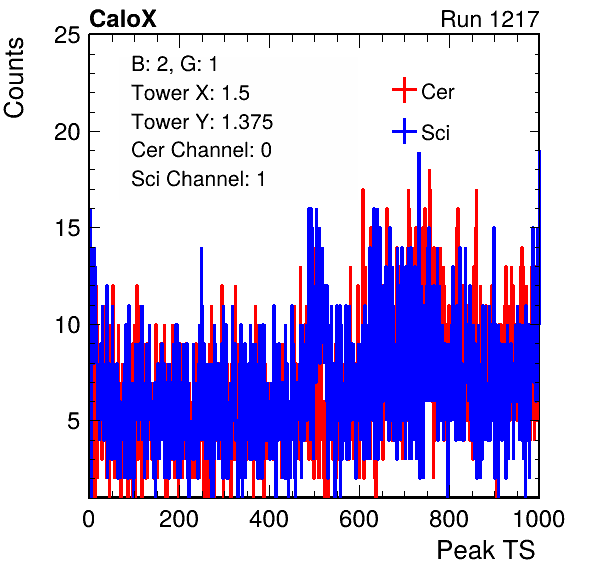 CaloX Run 1217
Counts
25
20
15
10
5
B: 2, G: 1
Tower X: 1.5
Tower Y: 1.375
Cer Channel: 0
Sci Channel: 1
Cer
Sci
0 200 400 600 800 1000
Peak TS